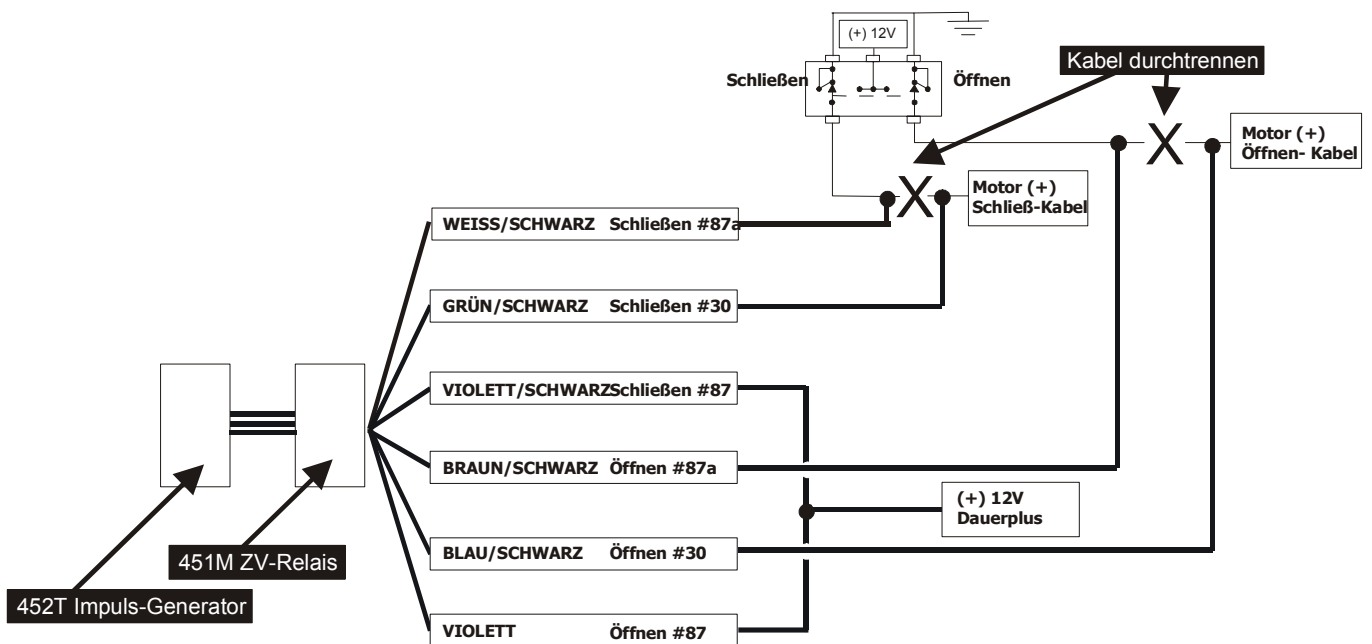 (+) 12V
Schließen
Öffnen
Kabel durchtrennen
Motor (+)
Öffnen- Kabel
Motor (+)
Schließ-Kabel
WEISS/SCHWARZ Schließen #87a
GRÜN/SCHWARZ Schließen #30
VIOLETT/SCHWARZSchließen #87
BRAUN/SCHWARZ Öffnen #87a
(+) 12V
Dauerplus
BLAU/SCHWARZ Öffnen #30
451M ZV-Relais
452T Impuls-Generator
VIOLETT Öffnen #87